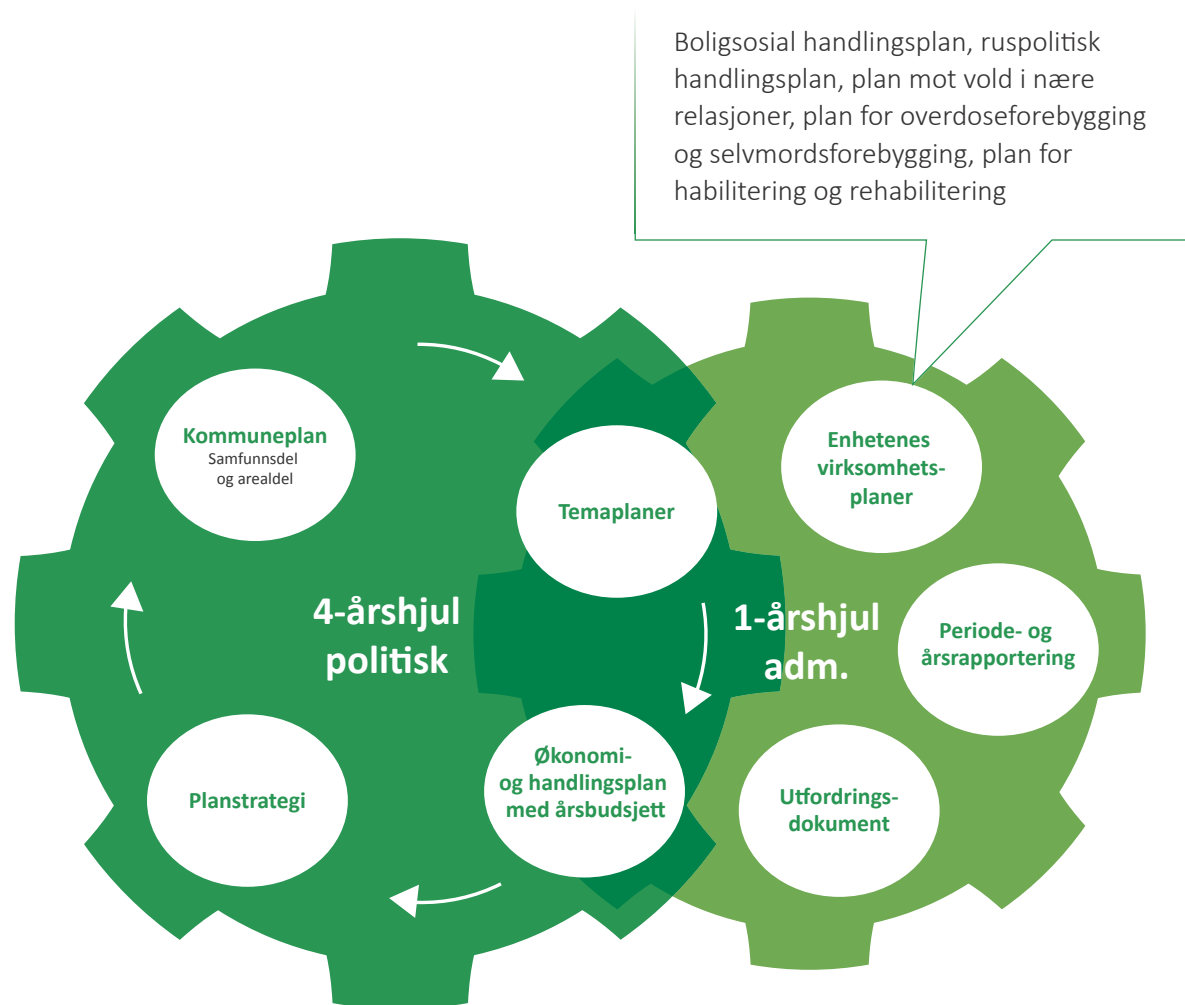 Boligsosial handlingsplan, ruspolitisk
handlingsplan, plan mot vold i nære
relasjoner, plan for overdoseforebygging
og selvmordsforebygging, plan for
habilitering og rehabilitering
Kommuneplan
Samfunnsdel
og arealdel
Temaplaner
Enhetenes
virksomhets-
planer
4-årshjul
politisk
1-årshjul
adm.
Periode- og
årsrapportering
Planstrategi
Økonomi-
og handlingsplan
med årsbudsjett
Utfordrings-
dokument